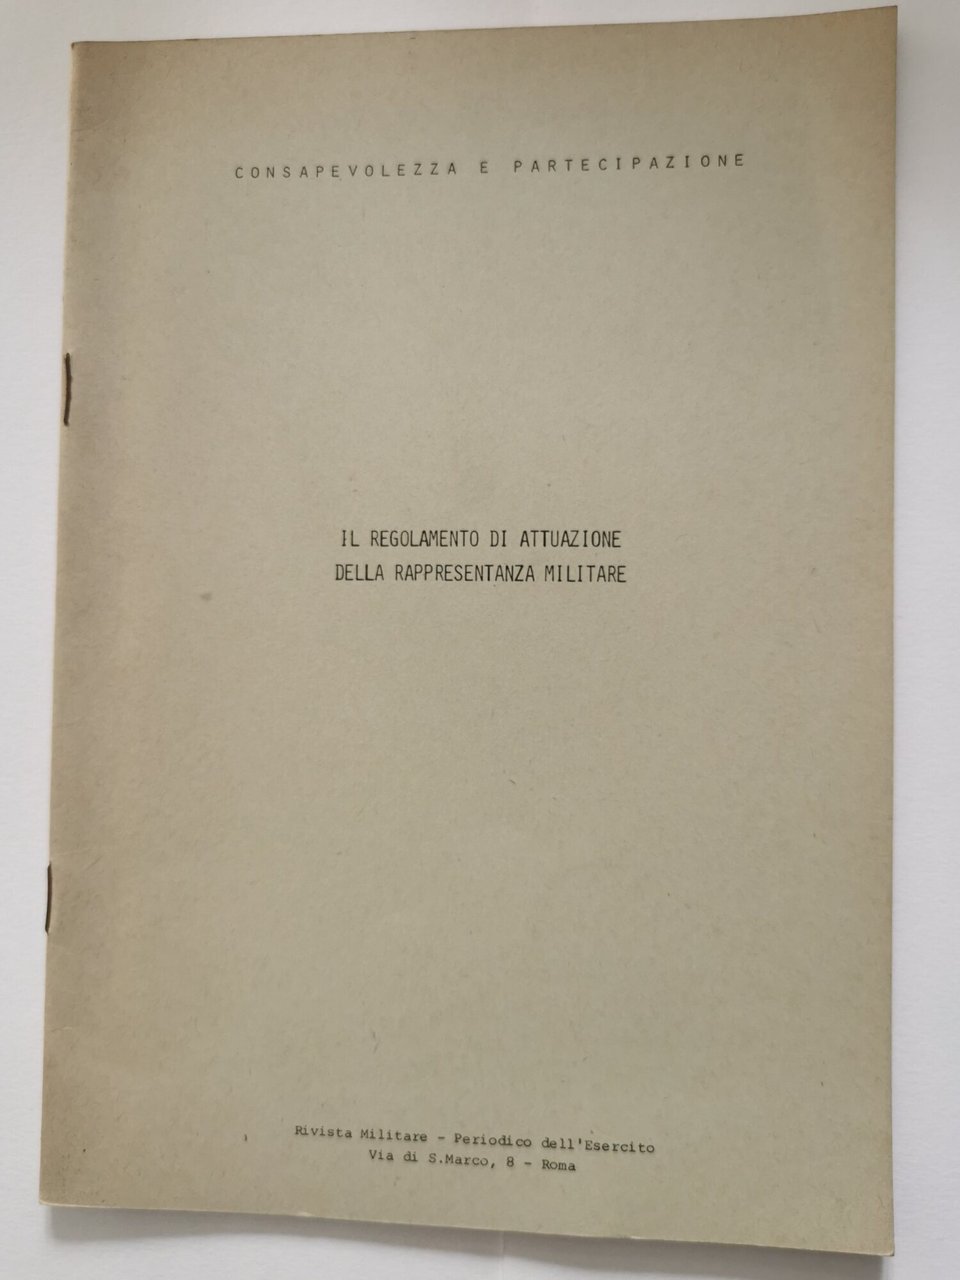 CONSAPEVOLEZZA E PARTECIPAZIONE
IL REGOLAMENTO DI ATTUAZIONE
DELLA RAPPRESENTANZA MILITARE
Rivista Militare - Periodico dell'Esercito
Via di S.Marco, 8 - Roma